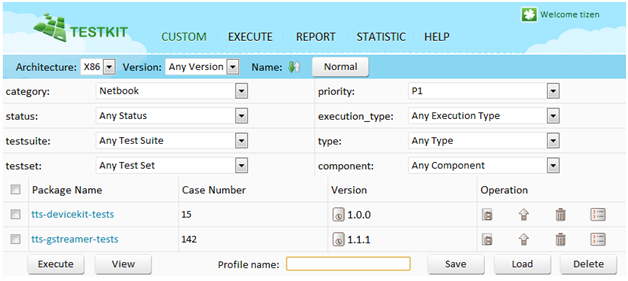 Welcome tizen
TESTKIT
CUSTOM EXECUTE REPORT STATISTIC HELP
Architecture: X86 Version: Any Version Name: Normal
category: Netbook priority: P1
status: Any Status execution_type: Any Execution Type
testsuite: Any Test Suite type: Any Type
testset: Any Test Set component: Any Component
Package Name Case Number Version Operation
tts-devicekit-tests 15 1.0.0
tts-gstreamer-tests 142 1.1.1
Execute View Profile name: Save Load Delete